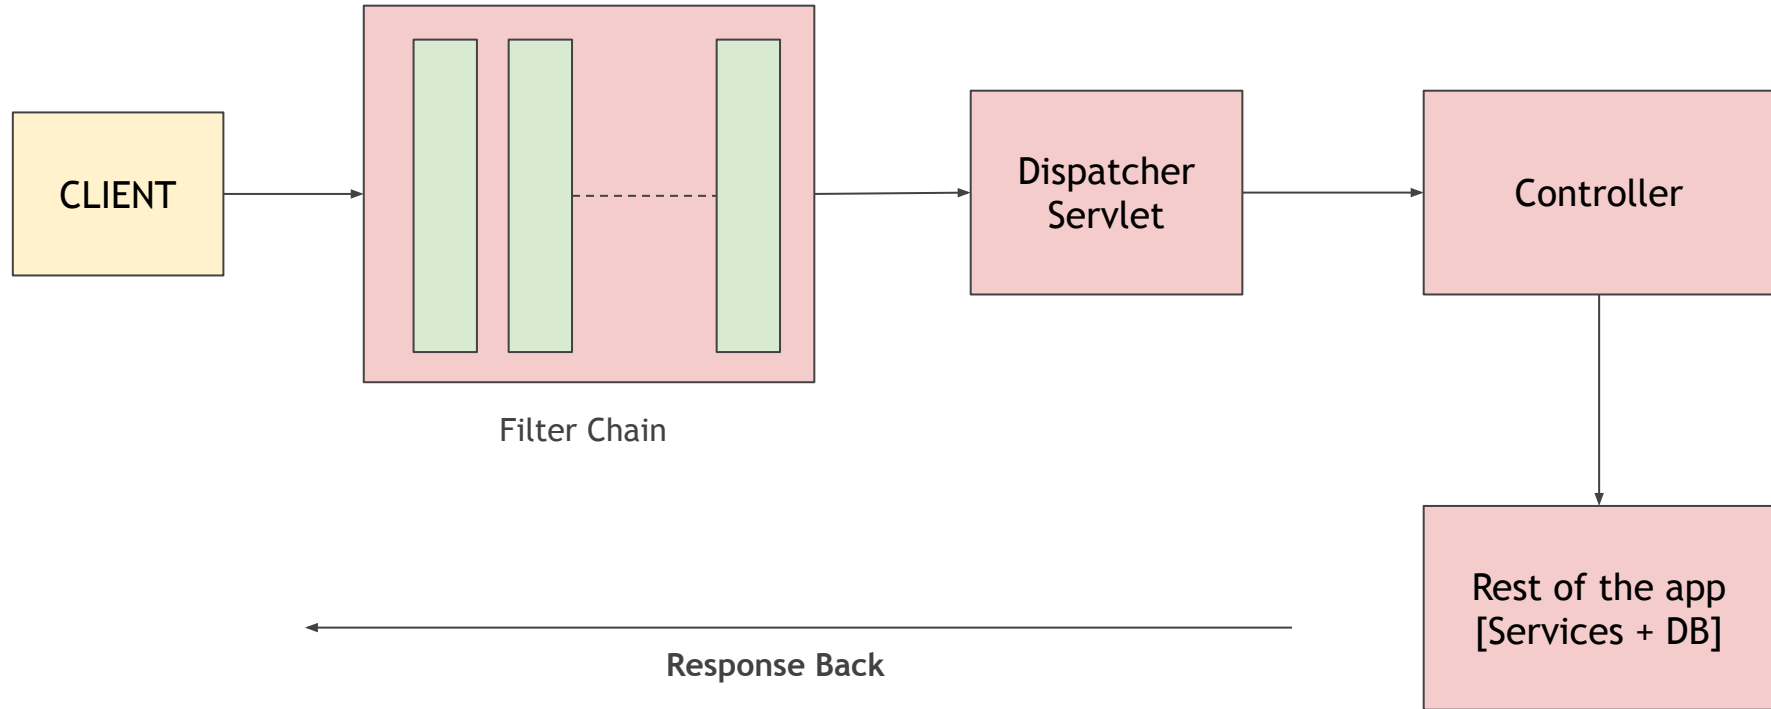 CLIENT
Dispatcher
Servlet
Controller
Filter Chain
Rest of the app
[Services + DB]
Response Back